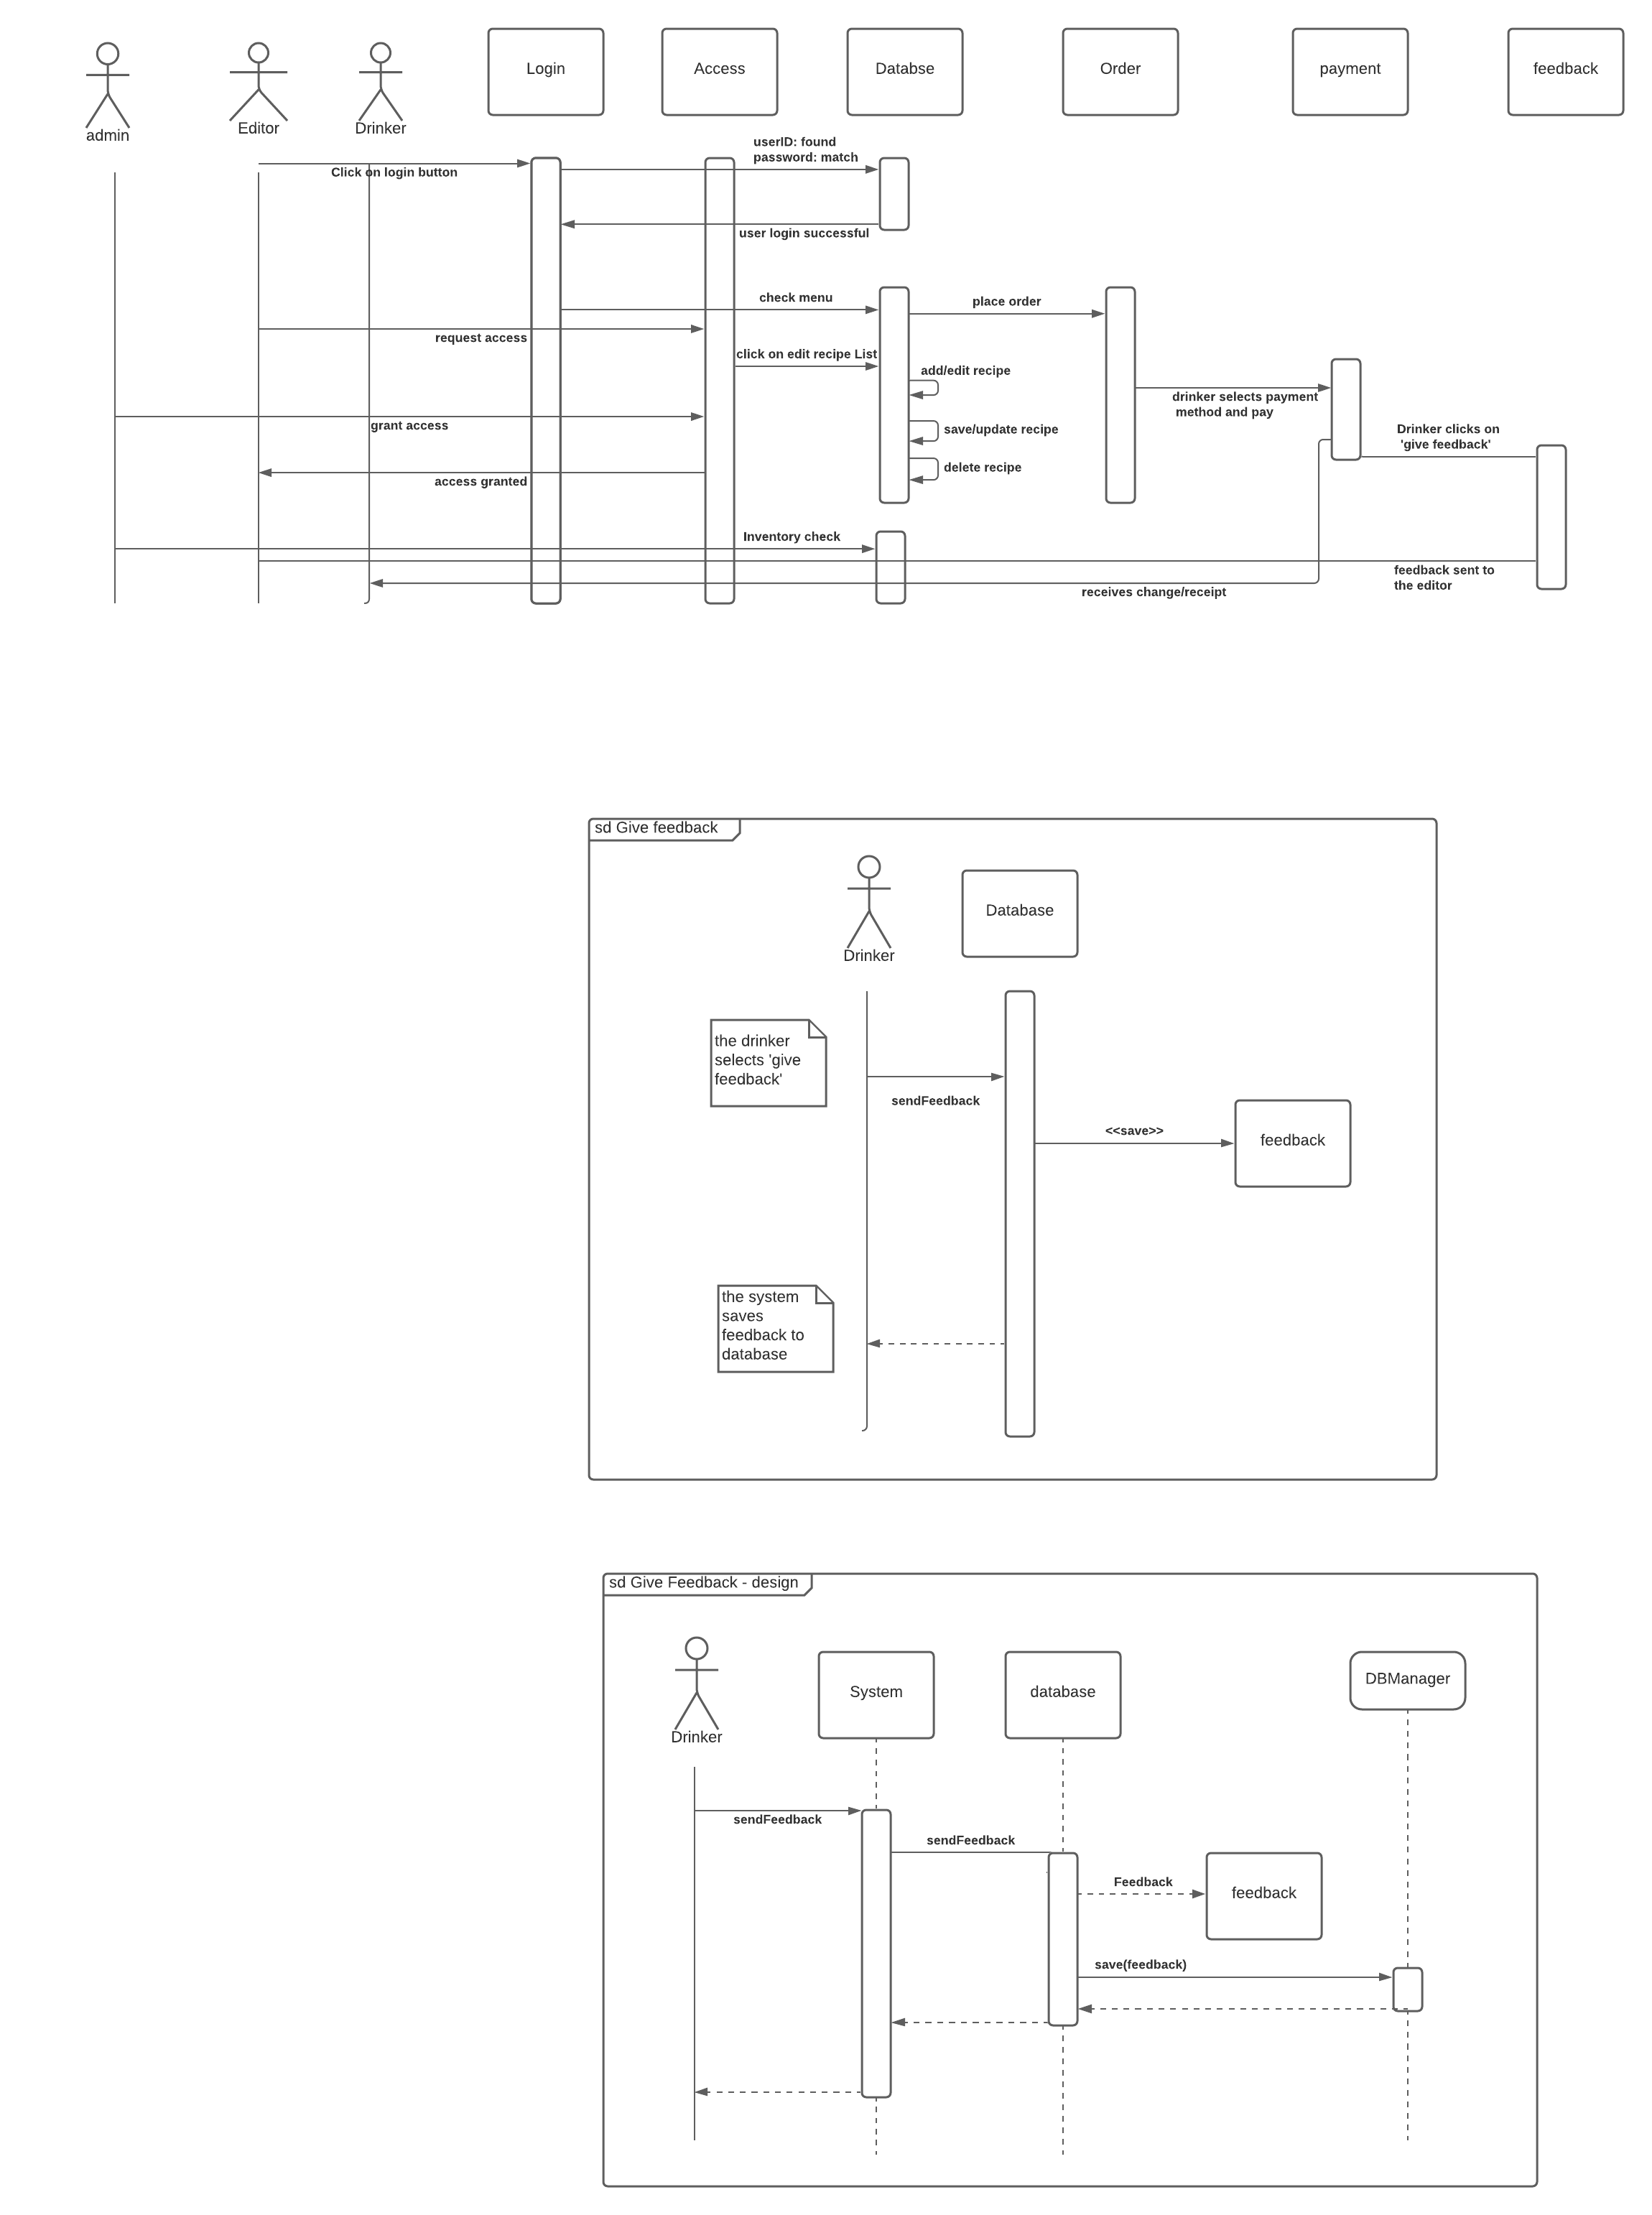 admin
Editor
Drinker
Login
Access
Databse
Order
payment
feedback
userID: found
password: match
Click on login button
user login successful
check menu
place order
request access
click on edit recipe List
add/edit recipe
drinker selects payment
method and pay
grant access
save/update recipe
Drinker clicks on
'give feedback'
delete recipe
access granted
Inventory check
feedback sent to
the editor
receives change/receipt
sd Give feedback
Drinker
Database
the drinker
selects 'give
feedback'
sendFeedback
<<save>>
feedback
the system
saves
feedback to
database
sd Give Feedback - design
Drinker
System
database
DBManager
sendFeedback
sendFeedback
Feedback
feedback
save(feedback)